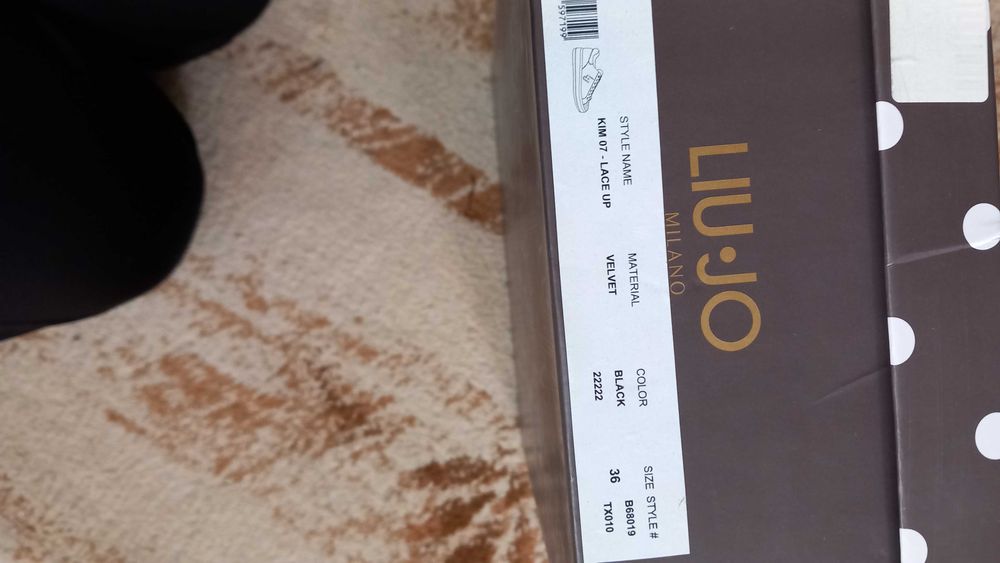 LIU·JO
MILANO
STYLE NAME MATERIAL COLOR SIZE STYLE #
KIM 07 - LACE UP VELVET BLACK 36 B68019
22222 TX010
597199